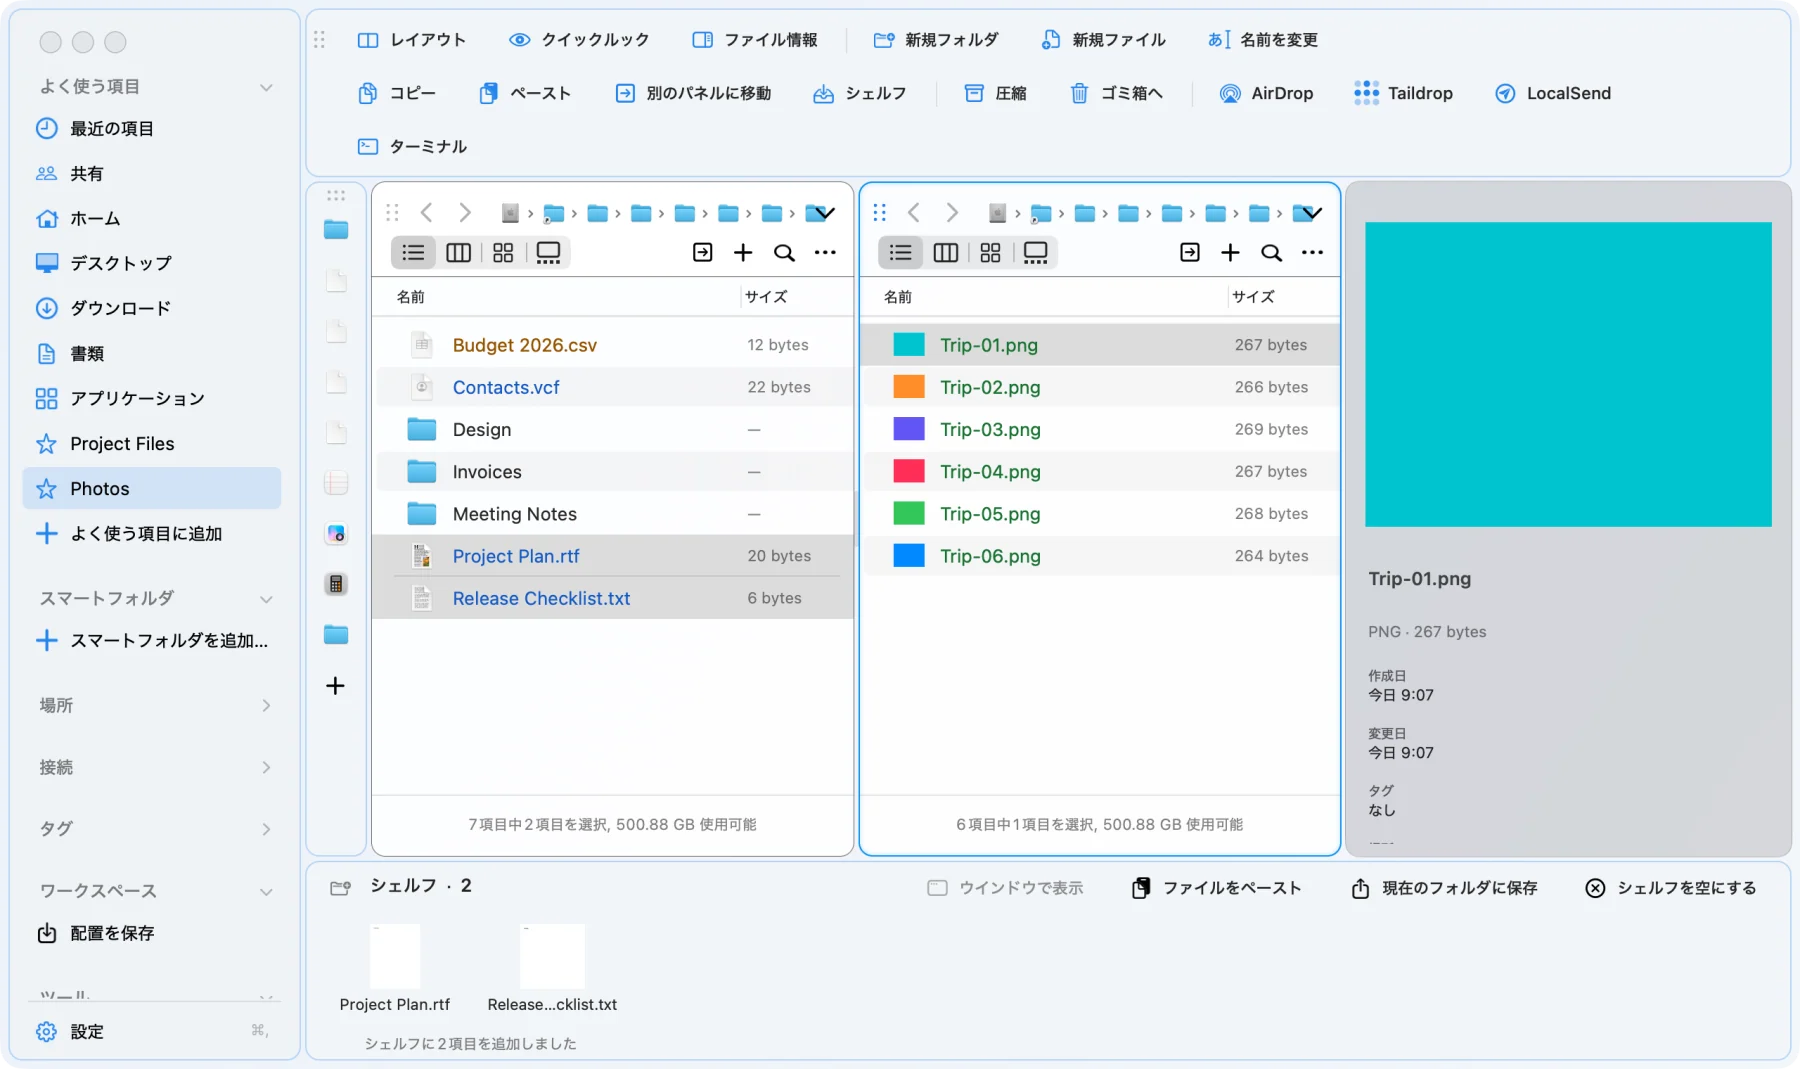 よく使う項目
最近の項目
共有
ホーム
デスクトップ
ダウンロード
書類
アプリケーション
Project Files
Photos
よく使う項目に追加
スマートフォルダ
スマートフォルダを追加...
場所
接続
タグ
ワークスペース
配置を保存
ツール
設定 ⌘,
レイアウト クイックルック ファイル情報 新規フォルダ 新規ファイル あ 名前を変更
コピー ペースト 別のパネルに移動 シェルフ 圧縮 ゴミ箱へ AirDrop Taildrop LocalSend
ターミナル
名前 サイズ
Budget 2026.csv 12 bytes
Contacts.vcf 22 bytes
Design —
Invoices —
Meeting Notes —
Project Plan.rtf 20 bytes
Release Checklist.txt 6 bytes
7項目中2項目を選択, 500.88 GB 使用可能
名前 サイズ
Trip-01.png 267 bytes
Trip-02.png 266 bytes
Trip-03.png 269 bytes
Trip-04.png 267 bytes
Trip-05.png 268 bytes
Trip-06.png 264 bytes
6項目中1項目を選択, 500.88 GB 使用可能
Trip-01.png
PNG · 267 bytes
作成日
今日 9:07
変更日
今日 9:07
タグ
なし
シェルフ · 2 ウインドウで表示 ファイルをペースト 現在のフォルダに保存 シェルフを空にする
Project Plan.rtf Release...cklist.txt
シェルフに2項目を追加しました